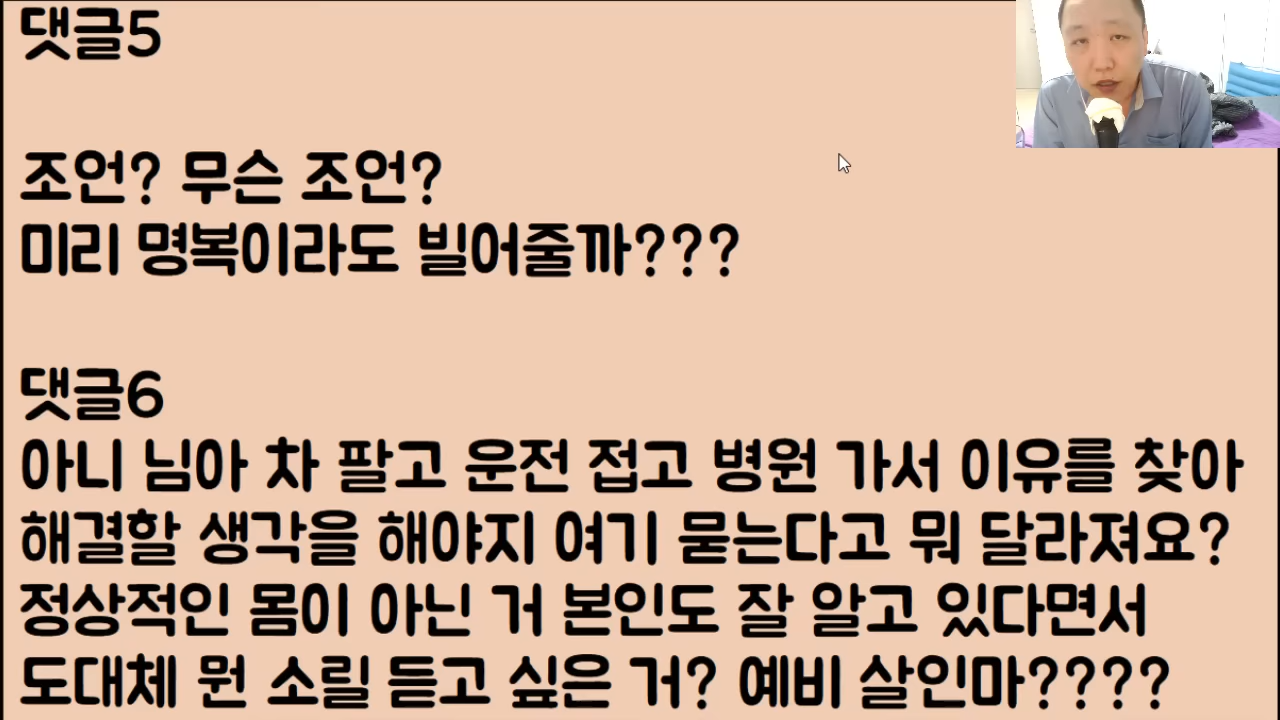 댓글5
조언? 무슨 조언?
미리 명복이라도 빌어줄까???
댓글6
아니 님아 차 팔고 운전 접고 병원 가서 이유를 찾아
해결할 생각을 해야지 여기 묻는다고 뭐 달라져요?
정상적인 몸이 아닌 거 본인도 잘 알고 있다면서
도대체 뭔 소릴 듣고 싶은 거? 예비 살인마????